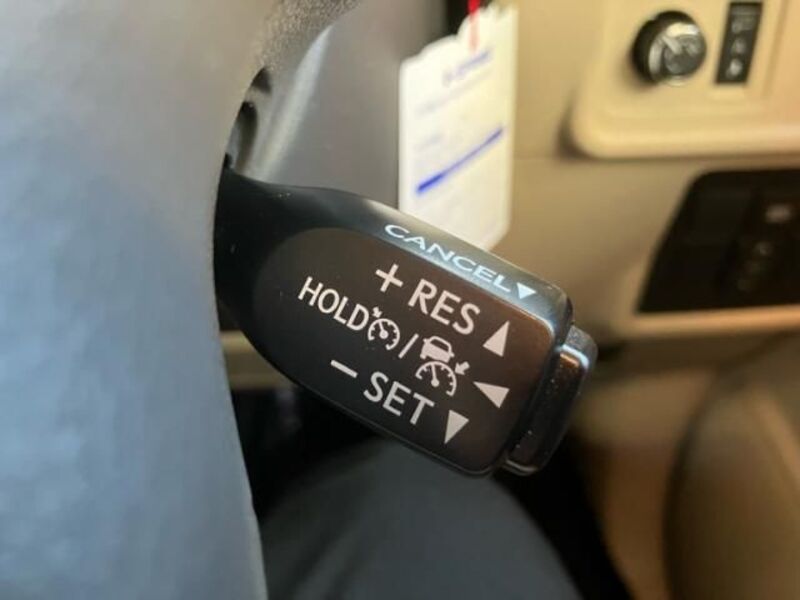 CANCEL▼
+ RES ▲
HOLD /
- SET ▼